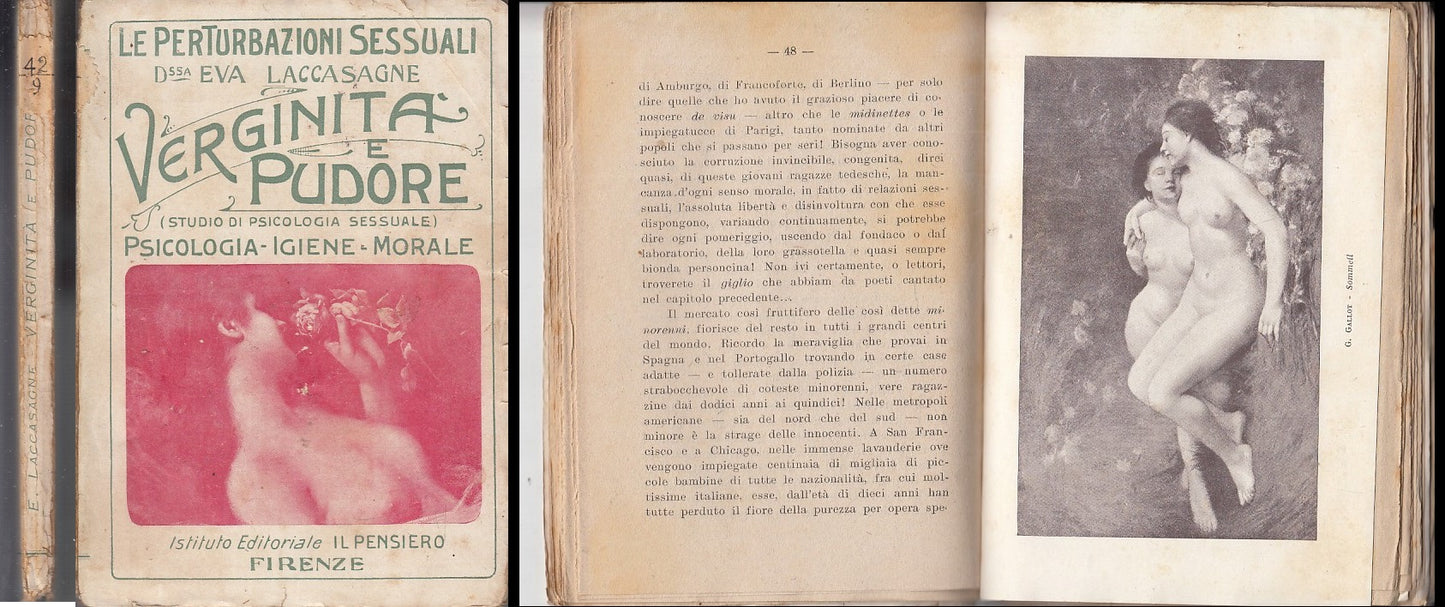 42
9
E. LACCASAGNE VERGINITÀ E PUDOR
LE PERTURBAZIONI SESSUALI
DSSA EVA LACCASAGNE
VERGINITÀ
E
PUDORE
(STUDIO DI PSICOLOGIA SESSUALE)
PSICOLOGIA - IGIENE - MORALE
Istituto Editoriale IL PENSIERO
FIRENZE
— 48 —
di Amburgo, di Francoforte, di Berlino — per solo
dire quelle che ho avuto il grazioso piacere di co-
noscere de visu — altro che le midinettes o le
impiegatucce di Parigi, tanto nominate da altri
popoli che si passano per seri! Bisogna aver cono-
sciuto la corruzione invincibile, congenita, direi
quasi, di queste giovani ragazze tedesche, la man-
canza d'ogni senso morale, in fatto di relazioni ses-
suali, l'assoluta libertà e disinvoltura con che esse
dispongono, variando continuamente, si potrebbe
dire ogni pomeriggio, uscendo dal fondaco o dal
laboratorio, della loro grassotella e quasi sempre
bionda personcina! Non ivi certamente, o lettori,
troverete il giglio che abbiam da poeti cantato
nel capitolo precedente...
Il mercato così fruttifero delle così dette mi-
norenni, fiorisce del resto in tutti i grandi centri
del mondo. Ricordo la meraviglia che provai in
Spagna e nel Portogallo trovando in certe case
adatte — e tollerate dalla polizia — un numero
strabocchevole di coteste minorenni, vere ragaz-
zine dai dodici anni ai quindici! Nelle metropoli
americane — sia del nord che del sud — non
minore è la strage delle innocenti. A San Fran-
cisco e a Chicago, nelle immense lavanderie ove
vengono impiegate centinaia di migliaia di pic-
cole bambine di tutte le nazionalità, fra cui mol-
tissime italiane, esse, dall'età di dieci anni han
tutte perduto il fiore della purezza per opera spe-
G. GALLOT - Sommeil